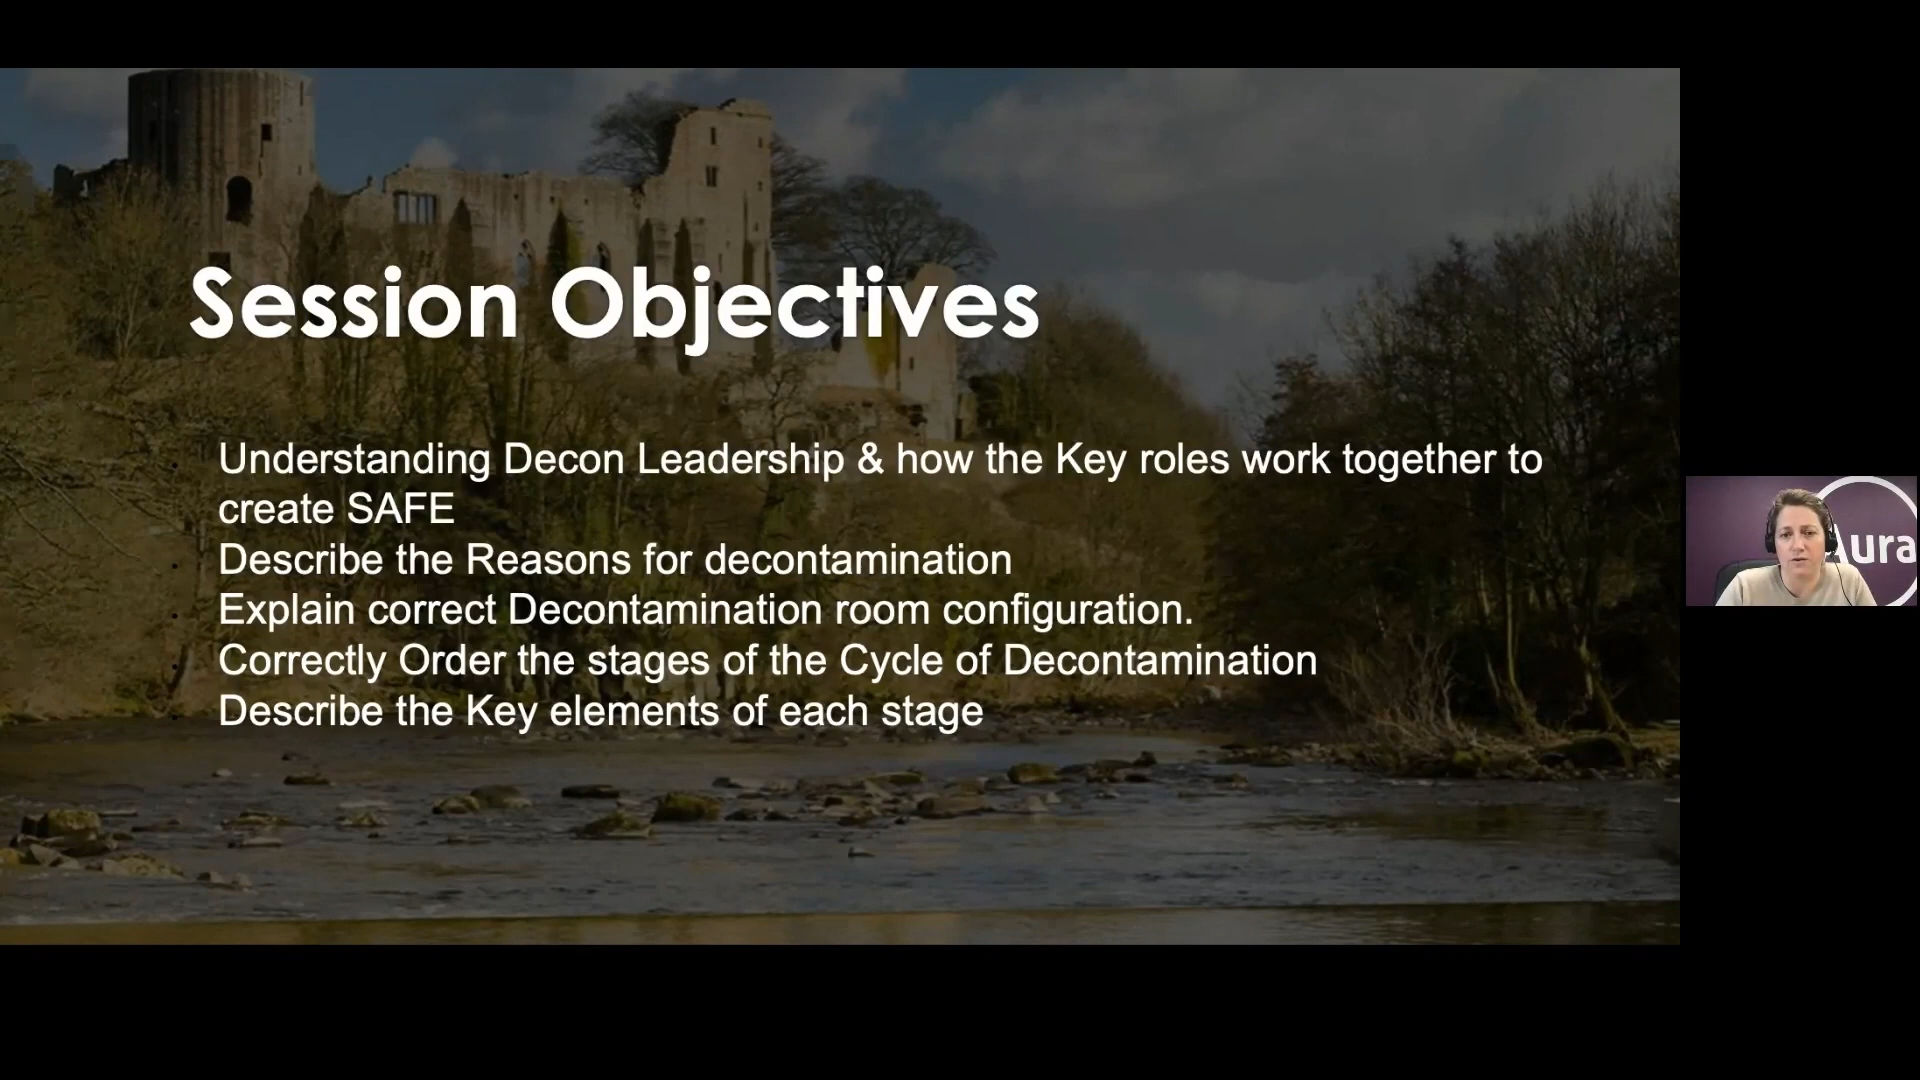 Session Objectives
Understanding Decon Leadership & how the Key roles work together to
create SAFE
Describe the Reasons for decontamination
Explain correct Decontamination room configuration.
Correctly Order the stages of the Cycle of Decontamination
Describe the Key elements of each stage
Aura